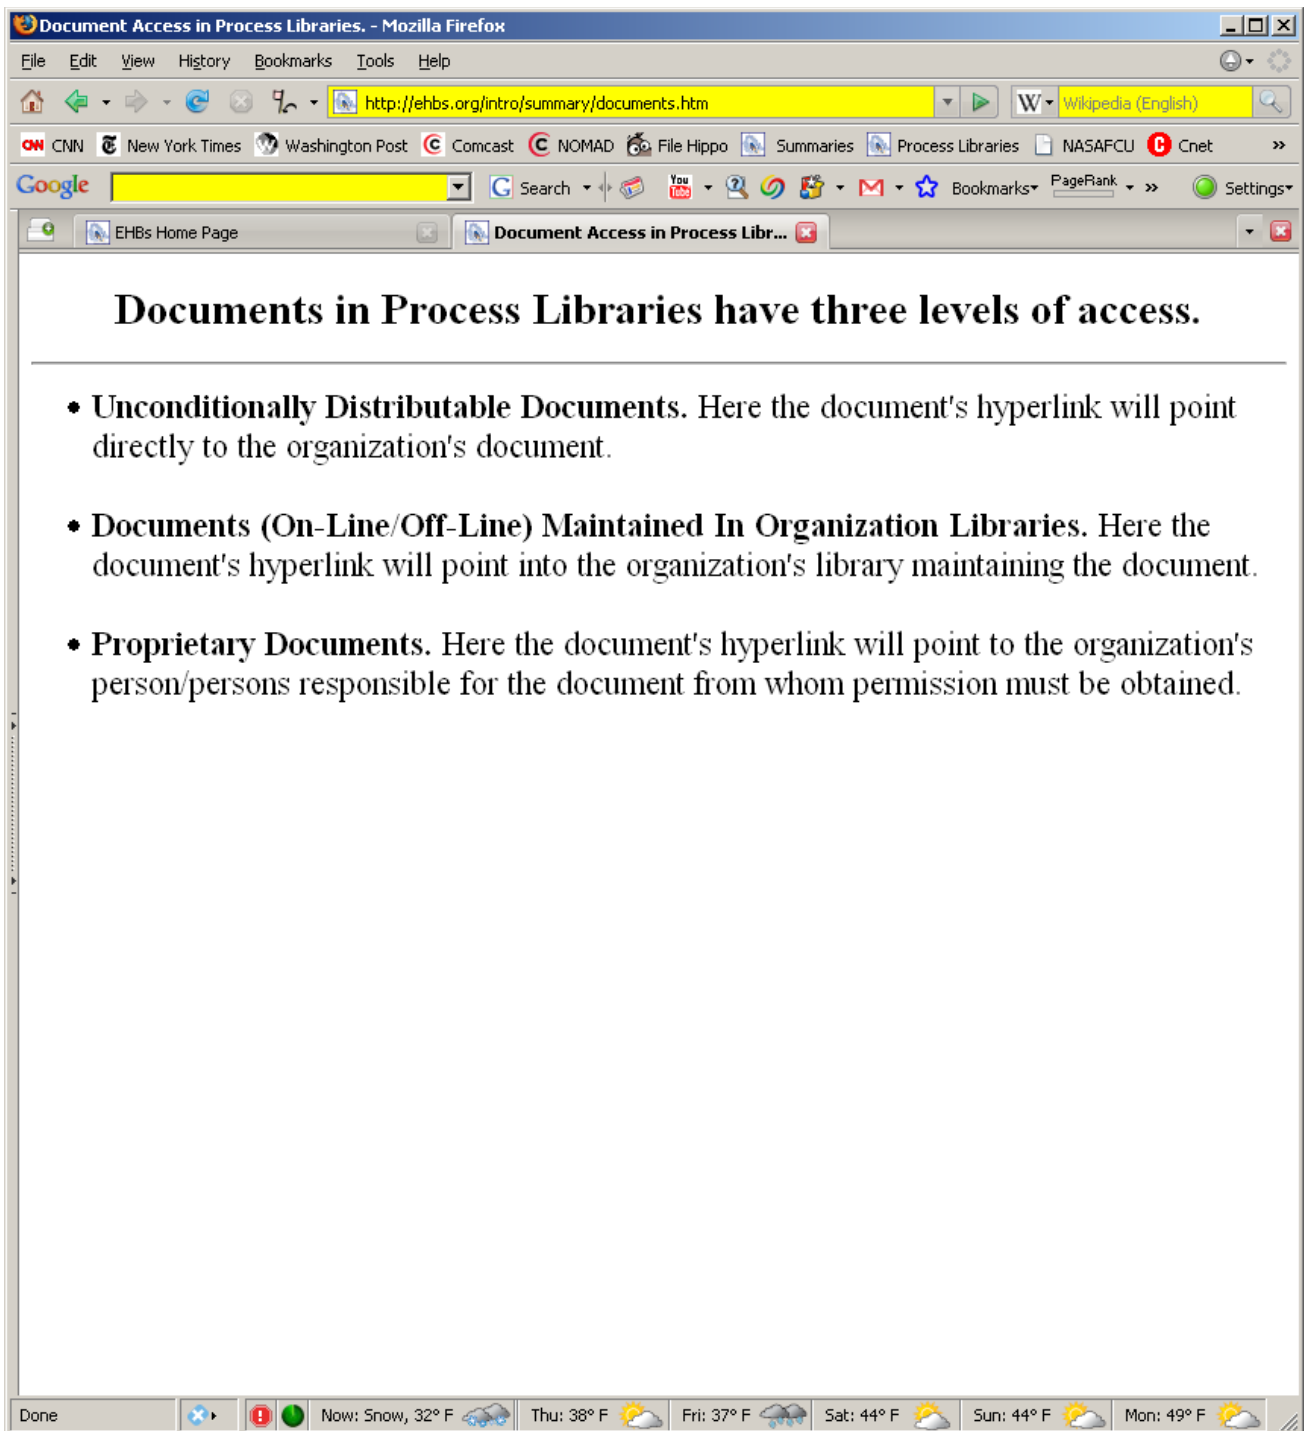 Document Access in Process Libraries. - Mozilla Firefox
File Edit View History Bookmarks Tools Help
http://ehbs.org/intro/summary/documents.htm W Wikipedia (English)
CNN CNN New York Times Washington Post C Comcast C NOMAD File Hippo Summaries Process Libraries NASAFCU C Cnet »
Google G Search You Tube M Bookmarks PageRank » Settings
EHBs Home Page Document Access in Process Libr...
Documents in Process Libraries have three levels of access.
• Unconditionally Distributable Documents. Here the document's hyperlink will point
directly to the organization's document.
• Documents (On-Line/Off-Line) Maintained In Organization Libraries. Here the
document's hyperlink will point into the organization's library maintaining the document.
• Proprietary Documents. Here the document's hyperlink will point to the organization's
person/persons responsible for the document from whom permission must be obtained.
Done Now: Snow, 32° F Thu: 38° F Fri: 37° F Sat: 44° F Sun: 44° F Mon: 49° F